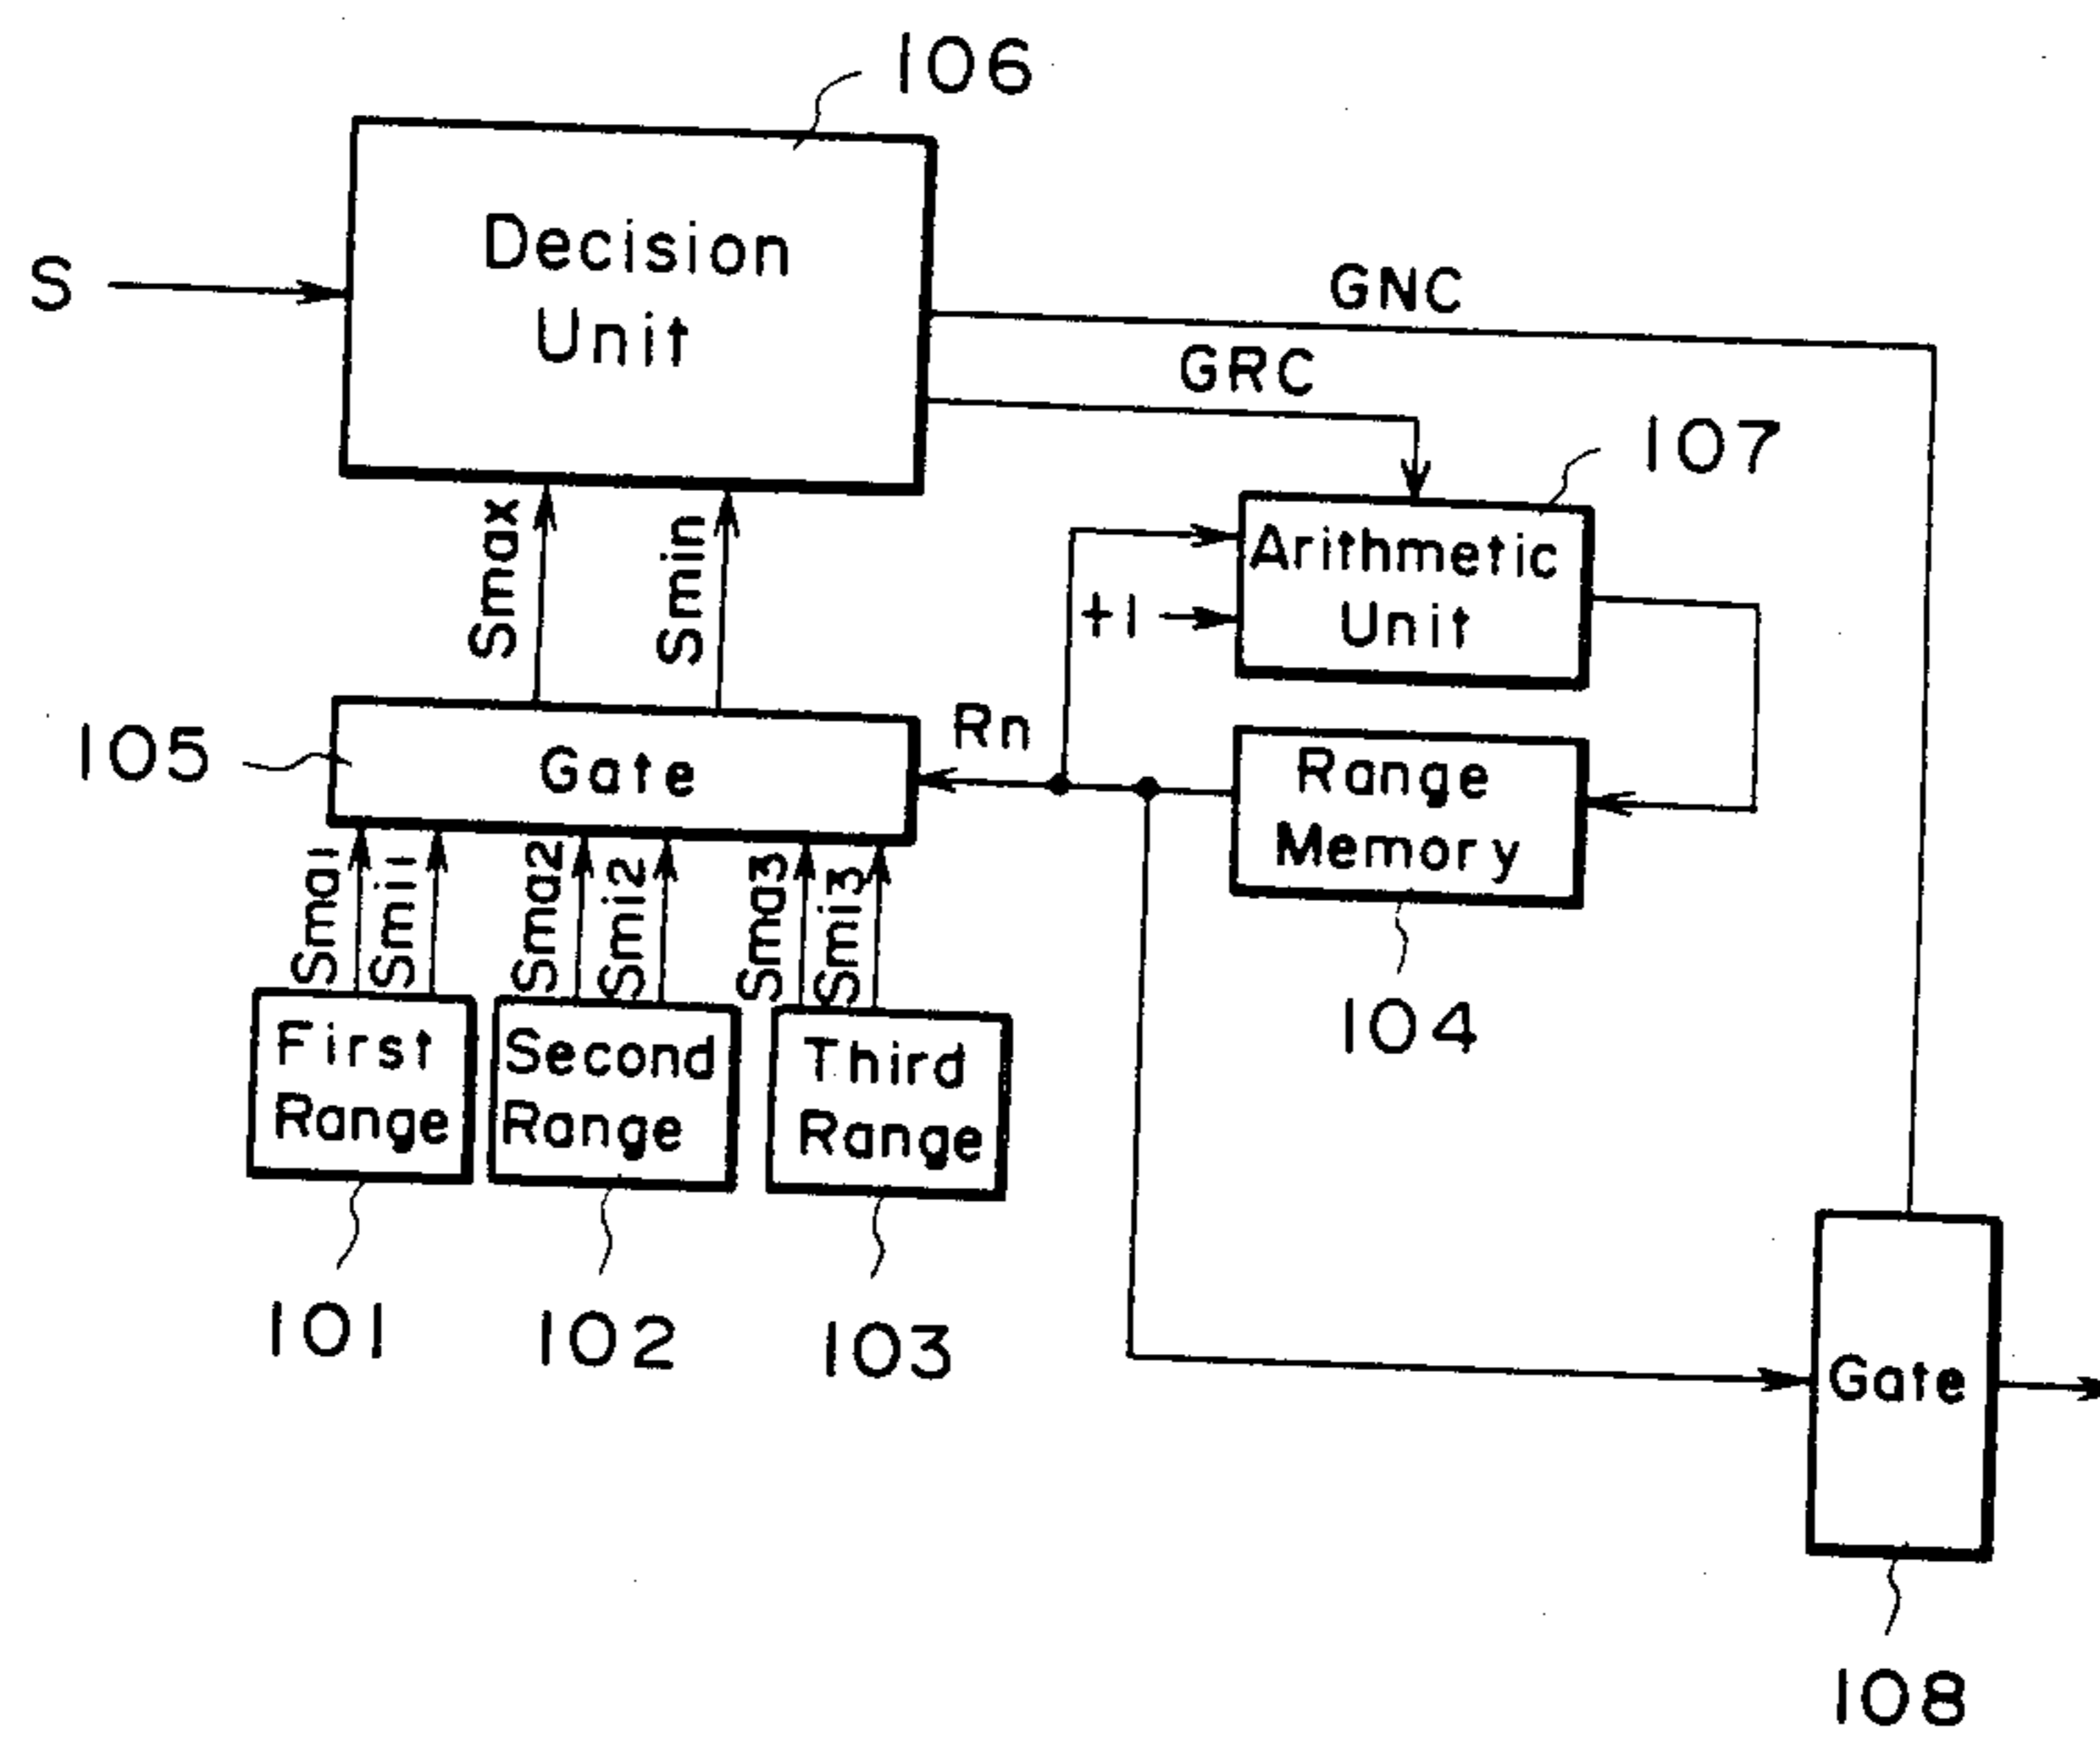 106
Decision
Unit
S
GNC
GRC
107
Smax
Smin
Arithmetic
Unit
+1
105
Gate
Rn
Range
Memory
104
Sma1
Smi1
Sma2
Smi2
Sma3
Smi3
First
Range
Second
Range
Third
Range
101
102
103
Gate
108